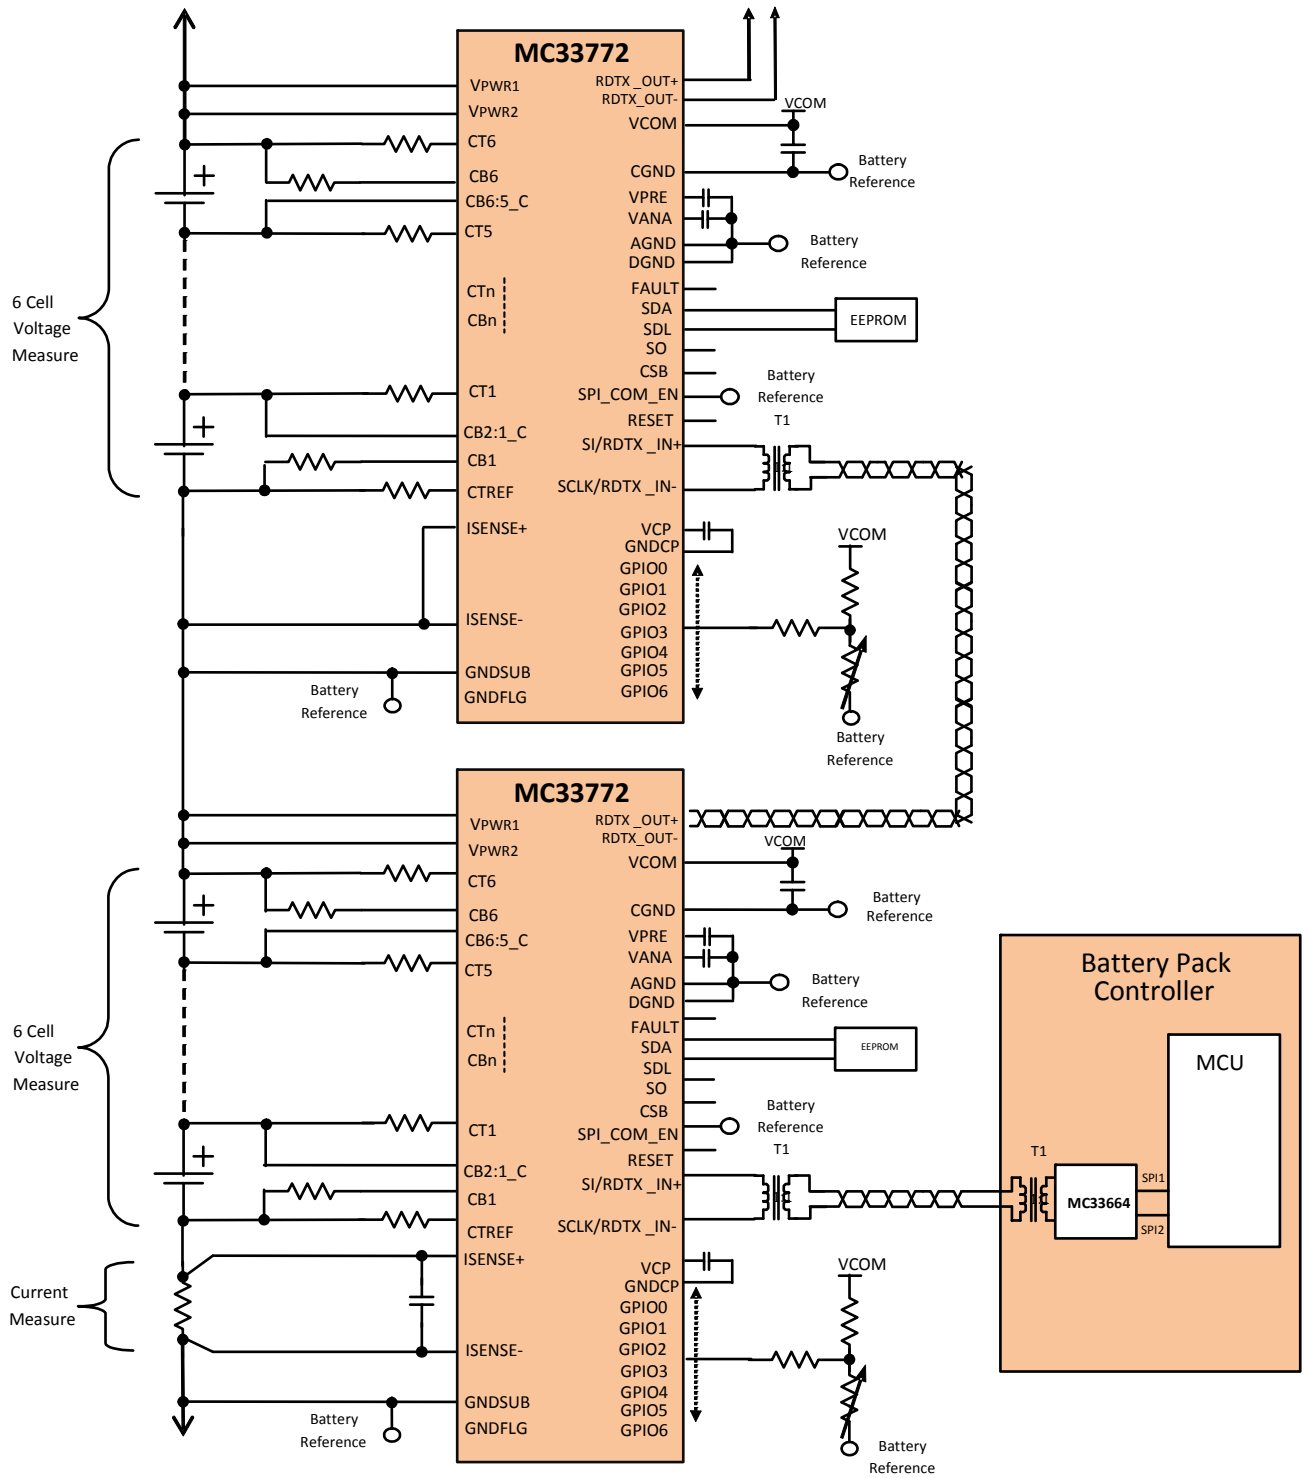 MC33772
VPWR1
VPWR2
CT6
CB6
CB6:5_C
CT5
CTn
CBn
CT1
CB2:1_C
CB1
CTREF
ISENSE+
ISENSE-
GNDSUB
GNDFLG
RDTX_OUT+
RDTX_OUT-
VCOM
CGND
VPRE
VANA
AGND
DGND
FAULT
SDA
SDL
SO
CSB
SPI_COM_EN
RESET
SI/RDTX_IN+
SCLK/RDTX_IN-
VCP
GNDCP
GPIO0
GPIO1
GPIO2
GPIO3
GPIO4
GPIO5
GPIO6
+
+
6 Cell
Voltage
Measure
Battery
Reference
VCOM
Battery
Reference
Battery
Reference
EEPROM
Battery
Reference
T1
VCOM
Battery
Reference
MC33772
VPWR1
VPWR2
CT6
CB6
CB6:5_C
CT5
CTn
CBn
CT1
CB2:1_C
CB1
CTREF
ISENSE+
ISENSE-
GNDSUB
GNDFLG
RDTX_OUT+
RDTX_OUT-
VCOM
CGND
VPRE
VANA
AGND
DGND
FAULT
SDA
SDL
SO
CSB
SPI_COM_EN
RESET
SI/RDTX_IN+
SCLK/RDTX_IN-
VCP
GNDCP
GPIO0
GPIO1
GPIO2
GPIO3
GPIO4
GPIO5
GPIO6
+
+
6 Cell
Voltage
Measure
Current
Measure
Battery
Reference
VCOM
Battery
Reference
Battery
Reference
EEPROM
Battery
Reference
T1
VCOM
Battery
Reference
Battery Pack
Controller
MCU
T1
MC33664
SPI1
SPI2